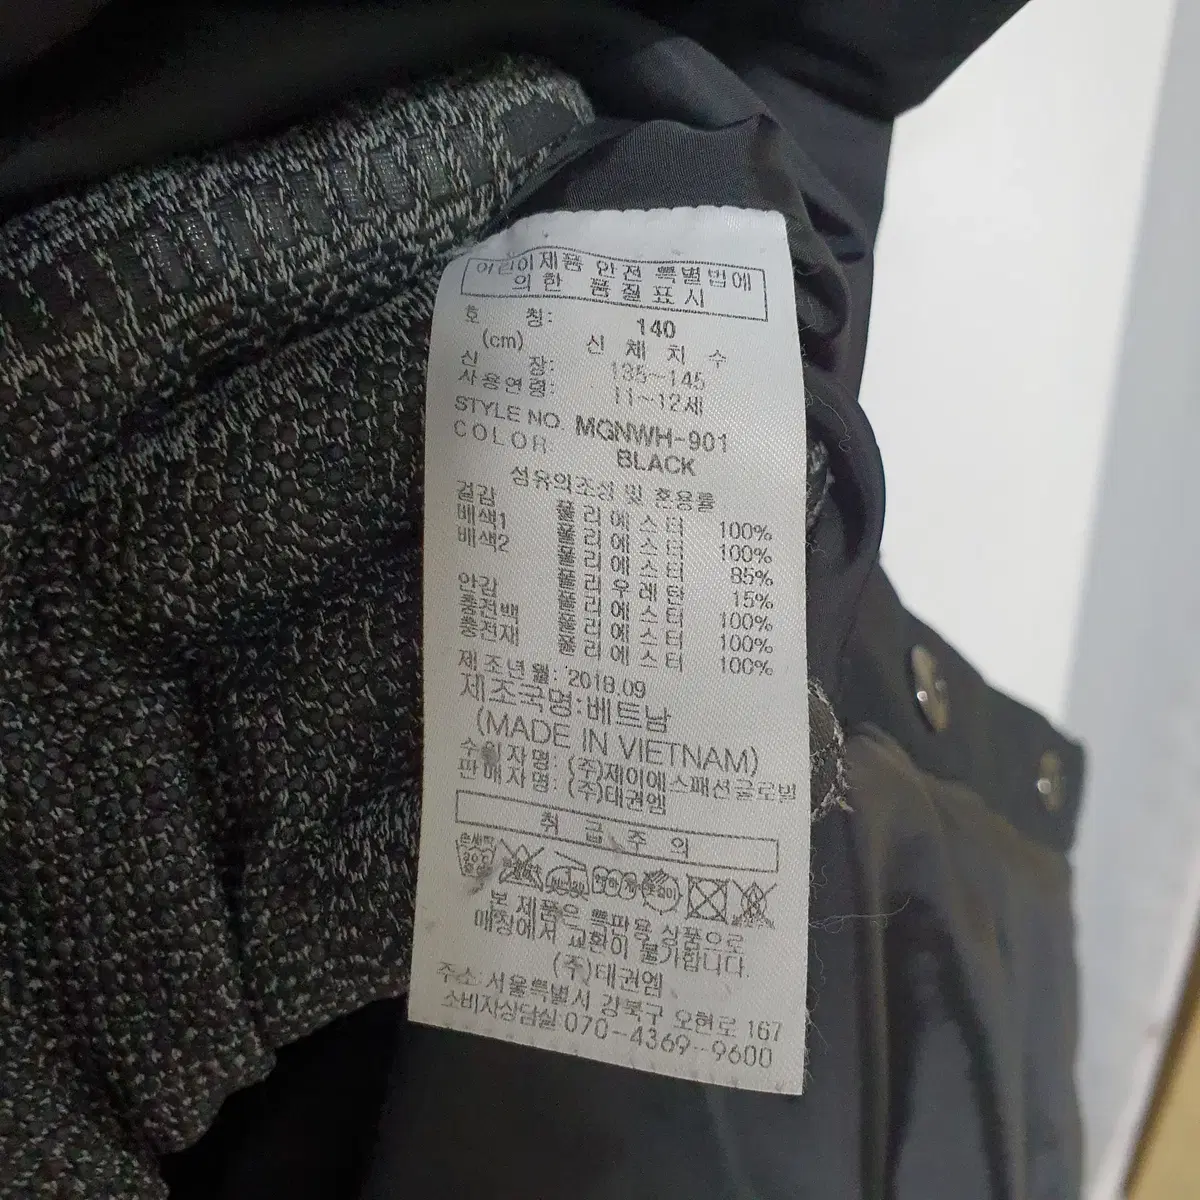 어린이제품 안전 특별법에
의한 품질표시
호 칭: 140
(cm) 신 체 치 수
신 장: 135~145
사용연령: 11~12세
STYLE NO. MGNWH-901
COLOR: BLACK
섬유의조성 및 혼용률
겉감 폴리에스터 100%
배색1 폴리에스터 100%
배색2 폴리에스터 85%
폴리우레탄 15%
안감 폴리에스터 100%
충전백 폴리에스터 100%
충전재 폴리에스터 100%
제조년월: 2018.09
제조국명:베트남
(MADE IN VIETNAM)
수입자명: (주)제이에스패션글로벌
판매자명: (주)태권엠
취 급 주 의
손세탁
30℃
본 제품은 특판용 상품으로
매장에서 교환이 불가합니다.
(주)태권엠
주소:서울특별시 강북구 오현로 167
소비자상담실:070-4369-9600